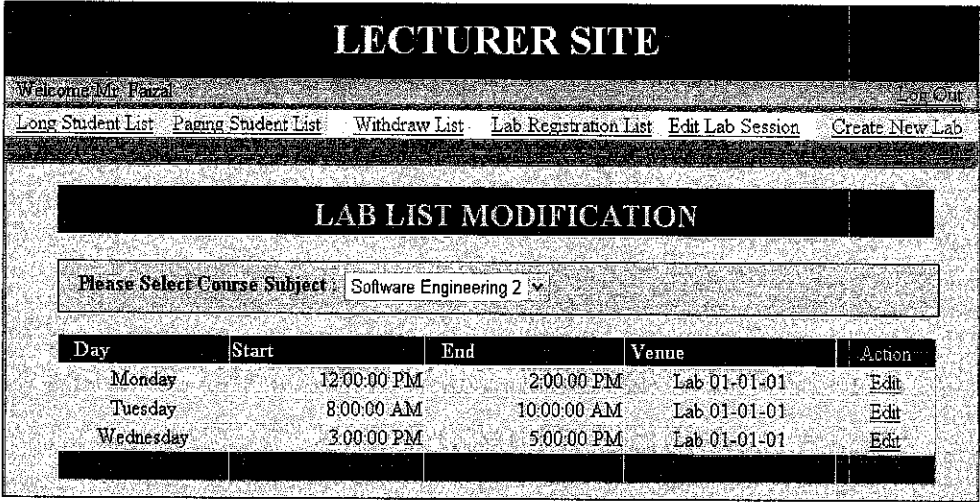 LECTURER SITE
Welcome Mr. Faizal Log Out
Long Student List Paging Student List Withdraw List Lab Registration List Edit Lab Session Create New Lab
LAB LIST MODIFICATION
Please Select Course Subject : Software Engineering 2
Day Start End Venue Action
Monday 12:00:00 PM 2:00:00 PM Lab 01-01-01 Edit
Tuesday 8:00:00 AM 10:00:00 AM Lab 01-01-01 Edit
Wednesday 3:00:00 PM 5:00:00 PM Lab 01-01-01 Edit